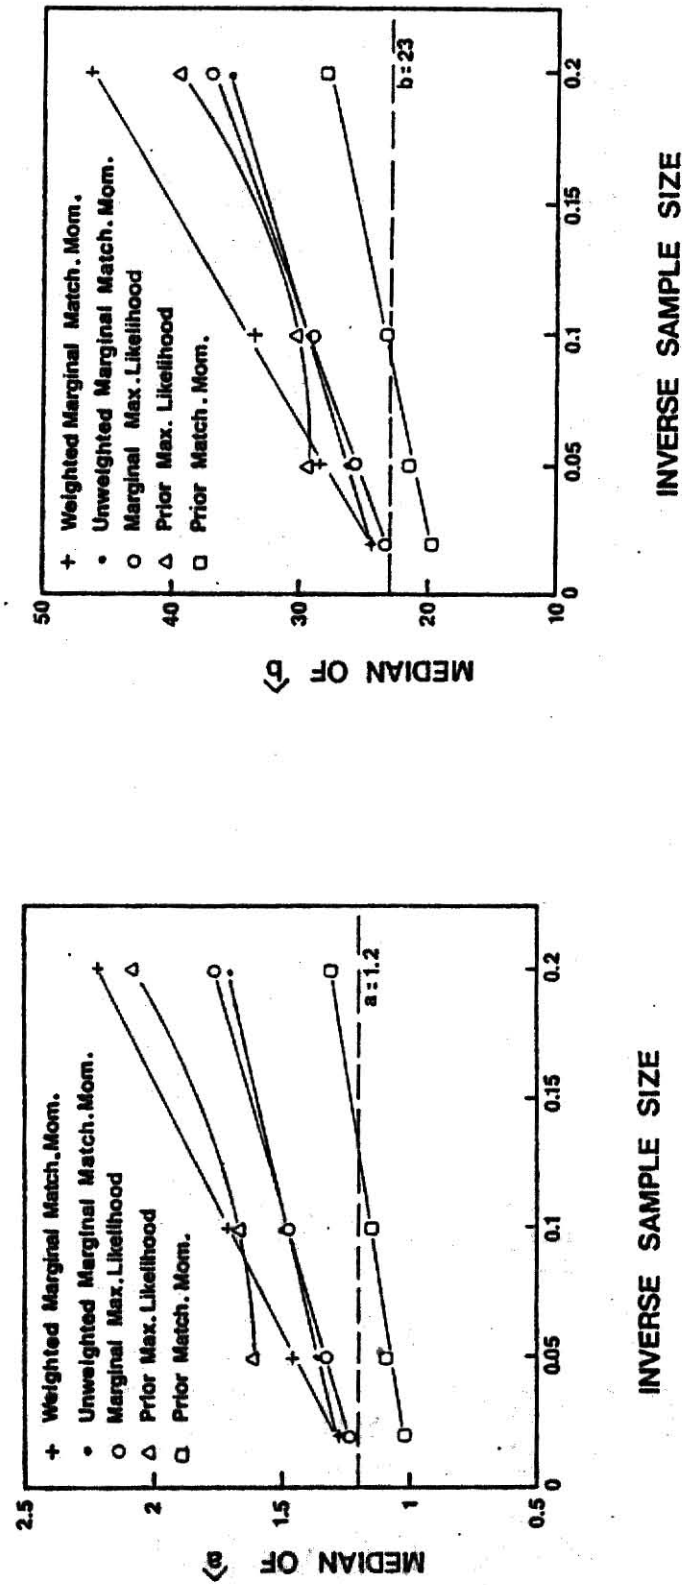 2.5
2
1.5
1
0.5
MEDIAN OF â
+ Weighted Marginal Match. Mom.
• Unweighted Marginal Match. Mom.
○ Marginal Max. Likelihood
△ Prior Max. Likelihood
□ Prior Match. Mom.
a = 1.2
0
0.05
0.1
0.15
0.2
INVERSE SAMPLE SIZE
50
40
30
20
10
MEDIAN OF b̂
+ Weighted Marginal Match. Mom.
• Unweighted Marginal Match. Mom.
○ Marginal Max. Likelihood
△ Prior Max. Likelihood
□ Prior Match. Mom.
b = 23
0
0.05
0.1
0.15
0.2
INVERSE SAMPLE SIZE